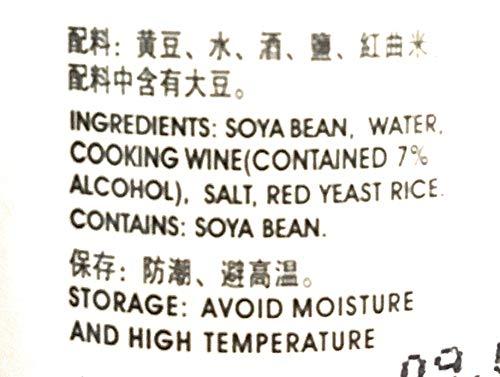 配料：黄豆、水、酒、鹽、紅曲米
配料中含有大豆。
INGREDIENTS: SOYA BEAN, WATER,
COOKING WINE(CONTAINED 7%
ALCOHOL), SALT, RED YEAST RICE.
CONTAINS: SOYA BEAN.
保存：防潮、避高温。
STORAGE: AVOID MOISTURE
AND HIGH TEMPERATURE